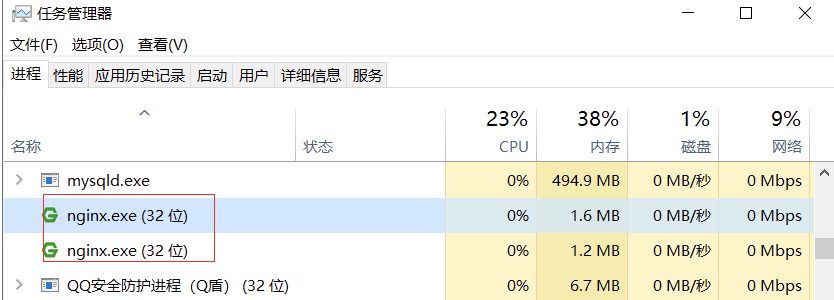 任务管理器
文件(F) 选项(O) 查看(V)
进程 性能 应用历史记录 启动 用户 详细信息 服务
23% 38% 1% 9%
名称 状态 CPU 内存 磁盘 网络
mysqld.exe 0% 494.9 MB 0 MB/秒 0 Mbps
nginx.exe (32 位) 0% 1.6 MB 0 MB/秒 0 Mbps
nginx.exe (32 位) 0% 1.2 MB 0 MB/秒 0 Mbps
QQ安全防护进程（Q盾） (32 位) 0% 6.7 MB 0 MB/秒 0 Mbps